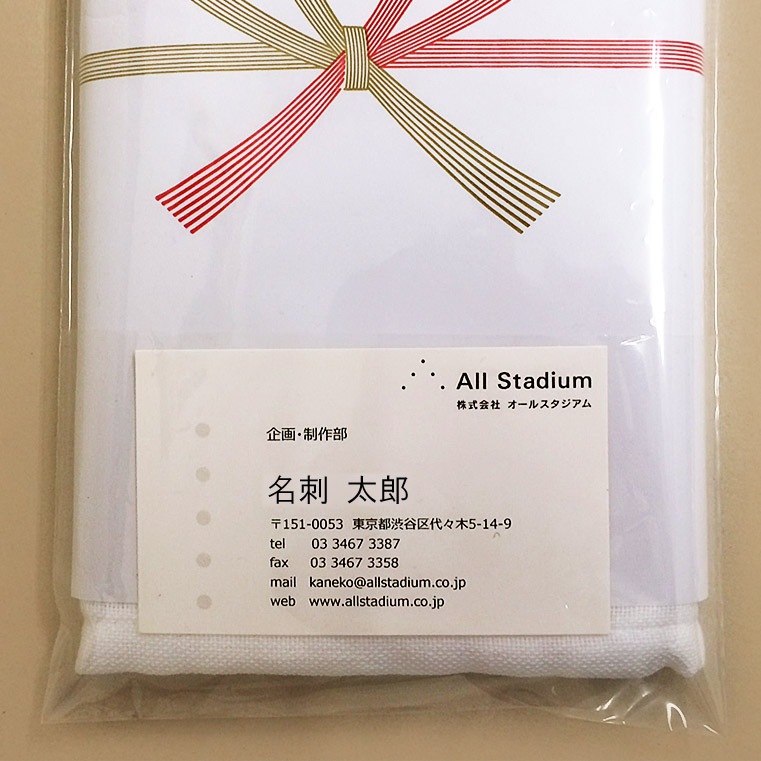 All Stadium
株式会社 オールスタジアム
企画・制作部
名刺 太郎
〒151-0053 東京都渋谷区代々木5-14-9
tel 03 3467 3387
fax 03 3467 3358
mail kaneko@allstadium.co.jp
web www.allstadium.co.jp